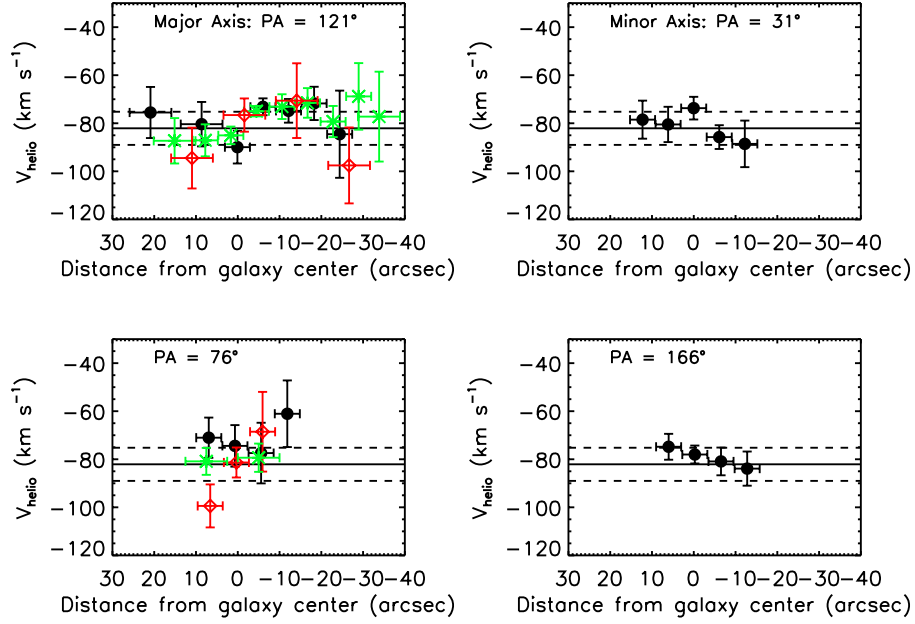 Major Axis: PA = 121°
V_helio (km s⁻¹)
-40
-60
-80
-100
-120
30 20 10 0 -10 -20 -30 -40
Distance from galaxy center (arcsec)
Minor Axis: PA = 31°
V_helio (km s⁻¹)
-40
-60
-80
-100
-120
30 20 10 0 -10 -20 -30 -40
Distance from galaxy center (arcsec)
PA = 76°
V_helio (km s⁻¹)
-40
-60
-80
-100
-120
30 20 10 0 -10 -20 -30 -40
Distance from galaxy center (arcsec)
PA = 166°
V_helio (km s⁻¹)
-40
-60
-80
-100
-120
30 20 10 0 -10 -20 -30 -40
Distance from galaxy center (arcsec)